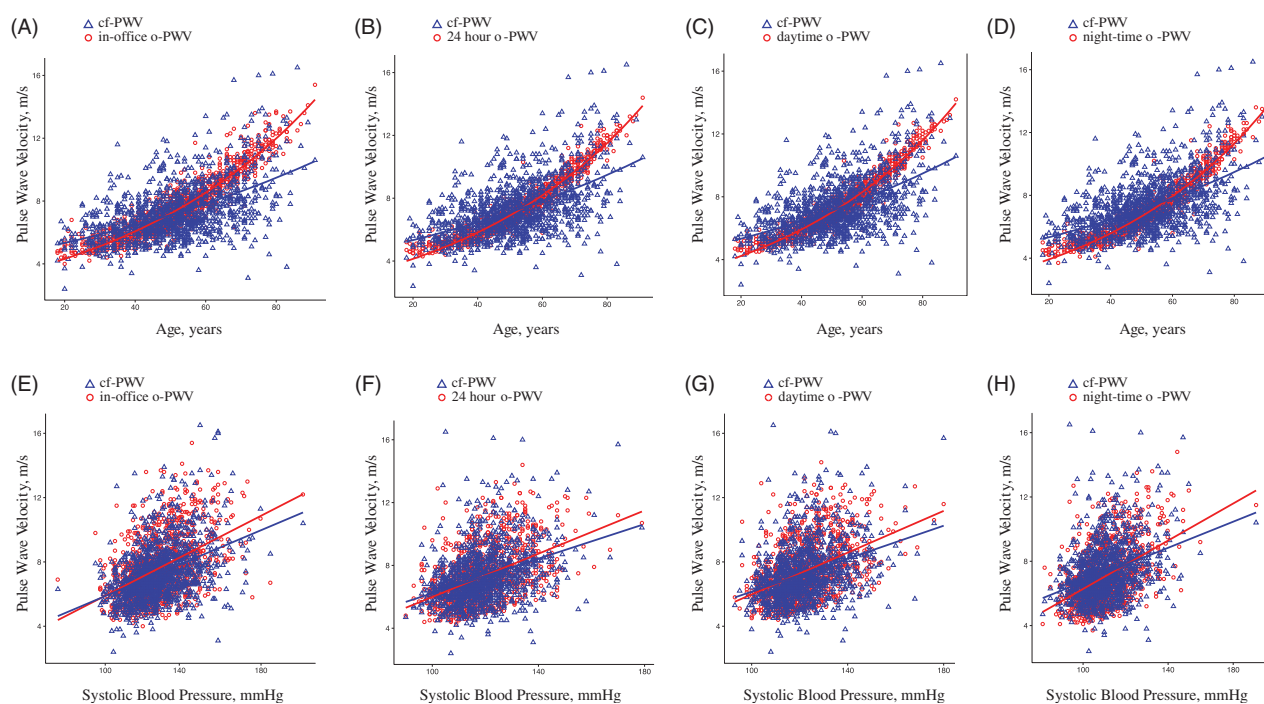 (A)
cf-PWV
in-office o-PWV
Pulse Wave Velocity, m/s
16
12
8
4
20
40
60
80
Age, years
(B)
cf-PWV
24 hour o -PWV
Pulse Wave Velocity, m/s
16
12
8
4
20
40
60
80
Age, years
(C)
cf-PWV
daytime o -PWV
Pulse Wave Velocity, m/s
16
12
8
4
20
40
60
80
Age, years
(D)
cf-PWV
night-time o -PWV
Pulse Wave Velocity, m/s
16
12
8
4
20
40
60
80
Age, years
(E)
cf-PWV
in-office o-PWV
Pulse Wave Velocity, m/s
16
12
8
4
100
140
180
Systolic Blood Pressure, mmHg
(F)
cf-PWV
24 hour o-PWV
Pulse Wave Velocity, m/s
16
12
8
4
100
140
180
Systolic Blood Pressure, mmHg
(G)
cf-PWV
daytime o -PWV
Pulse Wave Velocity, m/s
16
12
8
4
100
140
180
Systolic Blood Pressure, mmHg
(H)
cf-PWV
night-time o -PWV
Pulse Wave Velocity, m/s
16
12
8
4
100
140
180
Systolic Blood Pressure, mmHg